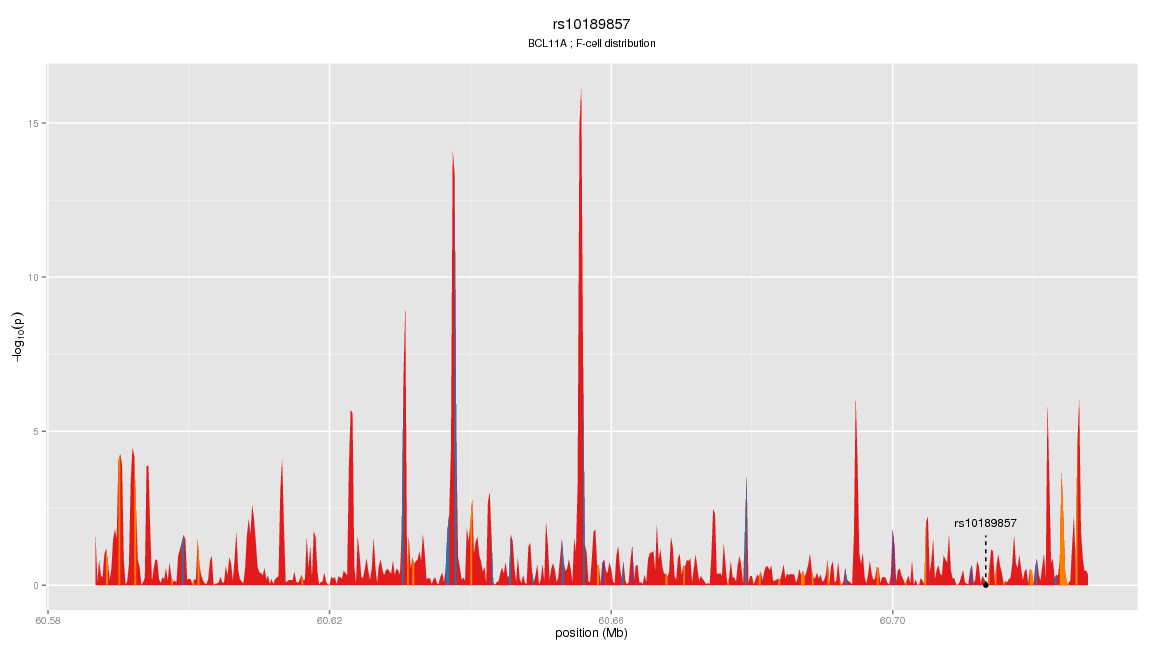 rs10189857
BCL11A ; F-cell distribution
15
10
5
0
−log10(p)
rs10189857
60.58
60.62
60.66
60.70
position (Mb)